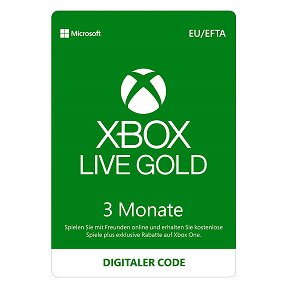 Microsoft EU/EFTA
XBOX
LIVE GOLD
3 Monate
Spielen Sie mit Freunden online und erhalten Sie kostenlose
Spiele plus exklusive Rabatte auf Xbox One.
DIGITALER CODE